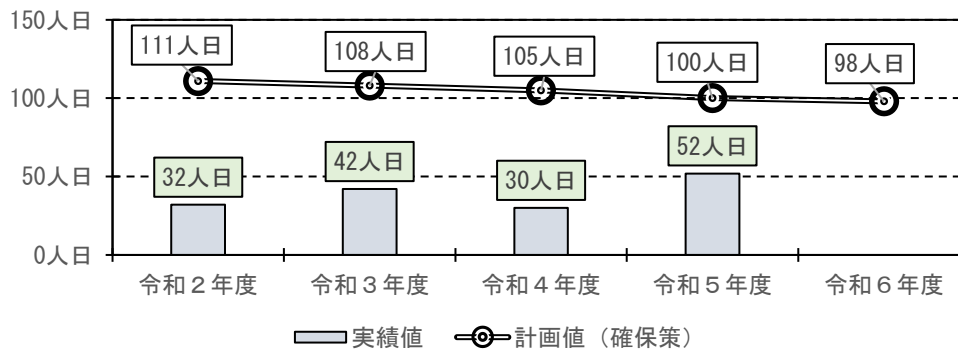 150人日
111人日
108人日
105人日
100人日
98人日
100人日
52人日
42人日
32人日
30人日
50人日
0人日
令和２年度
令和３年度
令和４年度
令和５年度
令和６年度
実績値
計画値（確保策）